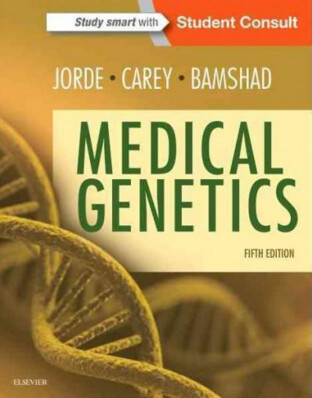 Study smart with Student Consult
JORDE • CAREY • BAMSHAD
MEDICAL
GENETICS
FIFTH EDITION
ELSEVIER